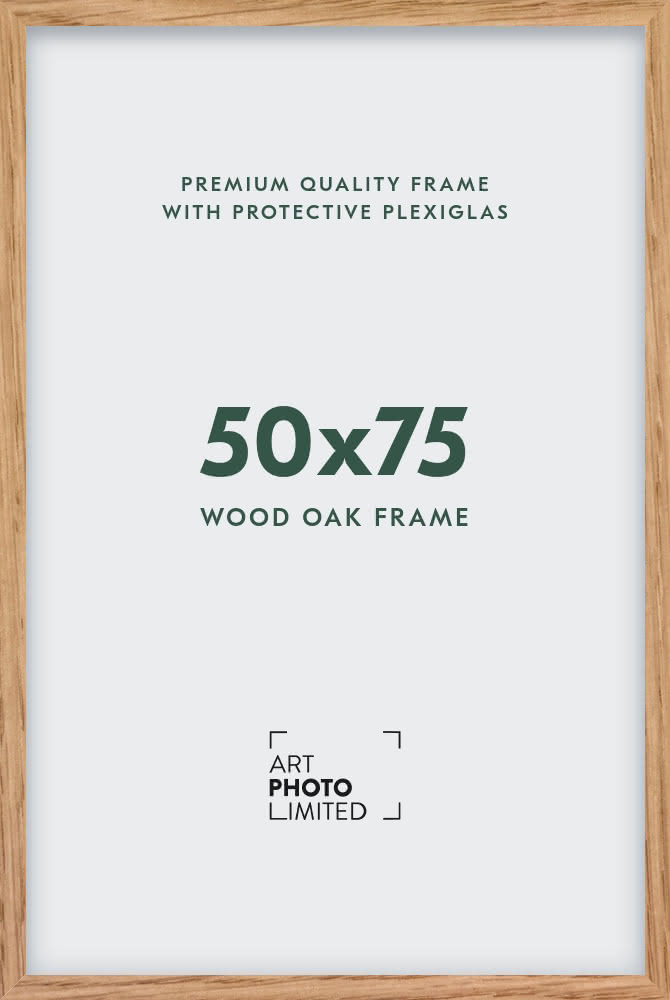 PREMIUM QUALITY FRAME
WITH PROTECTIVE PLEXIGLAS
50x75
WOOD OAK FRAME
ART
PHOTO
LIMITED